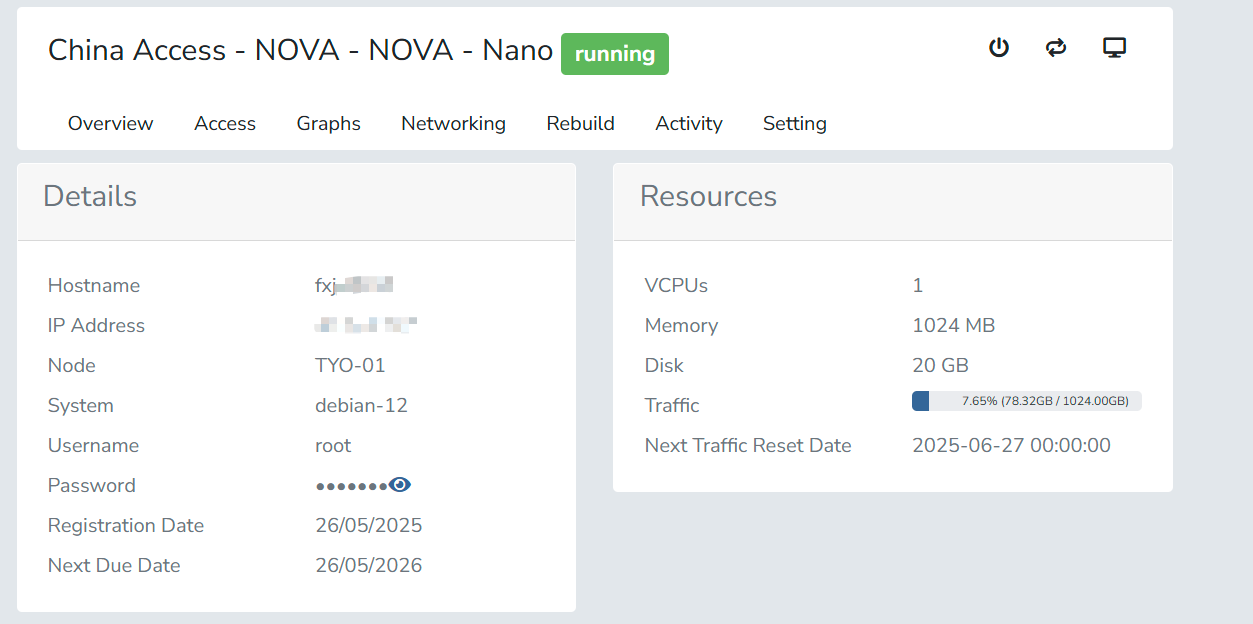 China Access - NOVA - NOVA - Nano running
Overview Access Graphs Networking Rebuild Activity Setting
Details
Hostname fxj
IP Address
Node TYO-01
System debian-12
Username root
Password •••••••
Registration Date 26/05/2025
Next Due Date 26/05/2026
Resources
VCPUs 1
Memory 1024 MB
Disk 20 GB
Traffic 7.65% (78.32GB / 1024.00GB)
Next Traffic Reset Date 2025-06-27 00:00:00